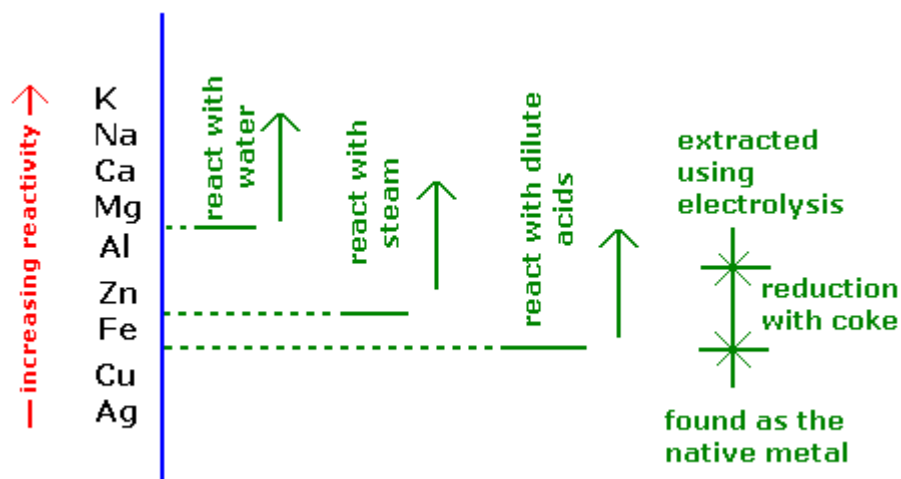 increasing reactivity
K
Na
Ca
Mg
Al
Zn
Fe
Cu
Ag
react with
water
react with
steam
react with dilute
acids
extracted
using
electrolysis
reduction
with coke
found as the
native metal